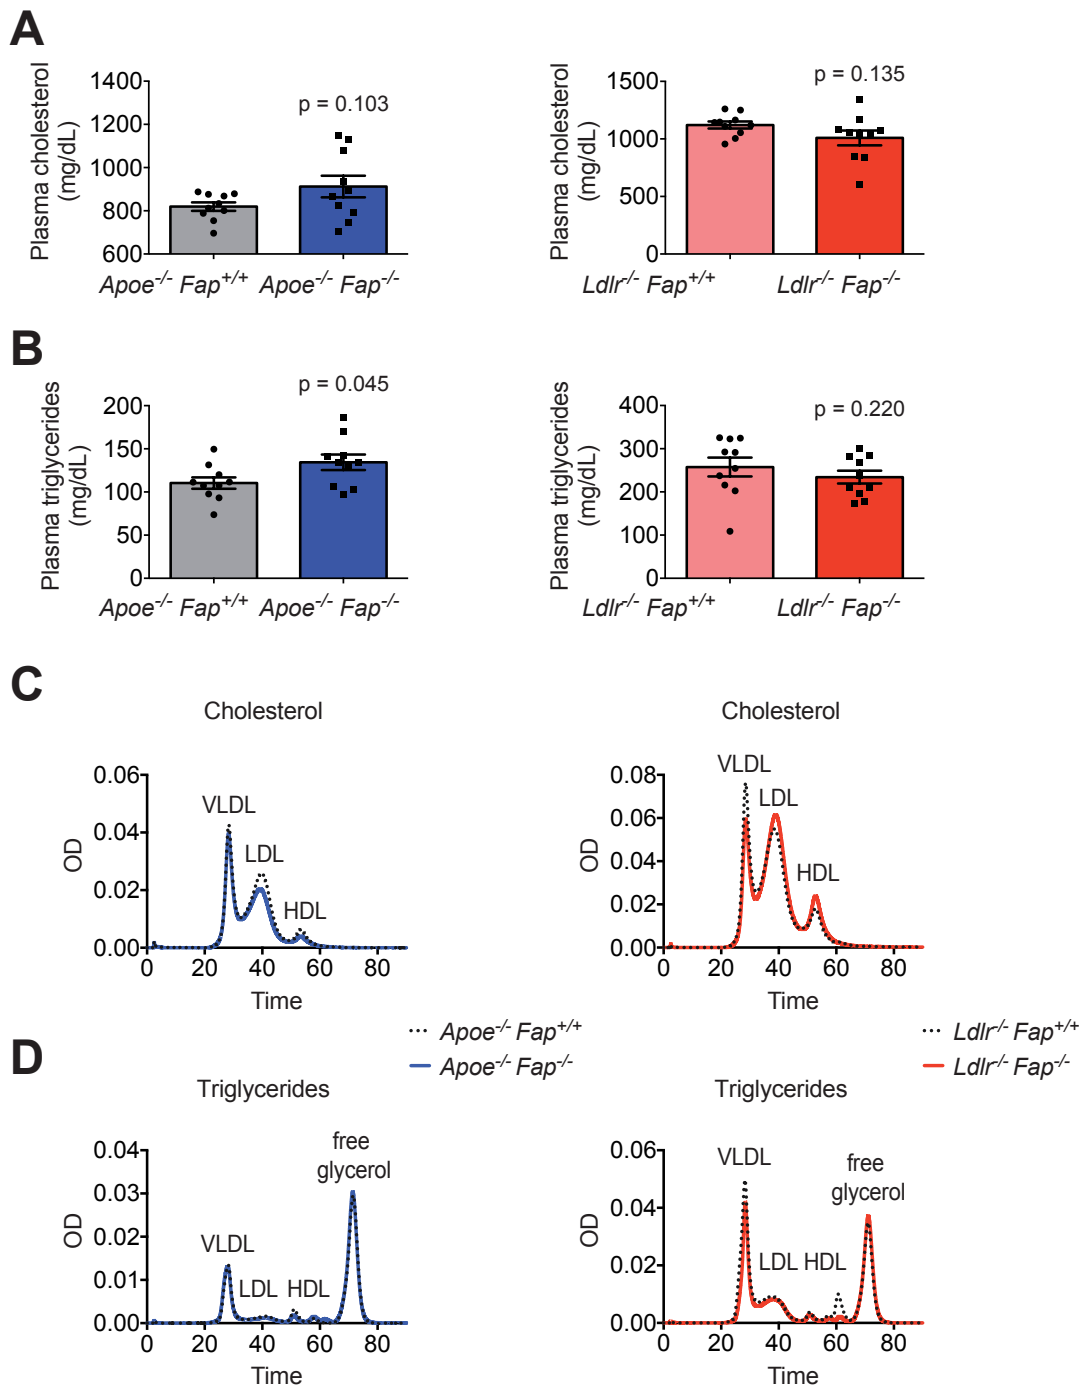 A
Plasma cholesterol
(mg/dL)
1400
1200
1000
800
600
p = 0.103
Apoe-/- Fap+/+ Apoe-/- Fap-/-
Plasma cholesterol
(mg/dL)
1500
1000
500
0
p = 0.135
Ldlr-/- Fap+/+ Ldlr-/- Fap-/-
B
Plasma triglycerides
(mg/dL)
200
150
100
50
0
p = 0.045
Apoe-/- Fap+/+ Apoe-/- Fap-/-
Plasma triglycerides
(mg/dL)
400
300
200
100
0
p = 0.220
Ldlr-/- Fap+/+ Ldlr-/- Fap-/-
C
Cholesterol
OD
0.06
0.04
0.02
0.00
VLDL
LDL
HDL
0 20 40 60 80
Time
Apoe-/- Fap+/+
Apoe-/- Fap-/-
Cholesterol
OD
0.08
0.06
0.04
0.02
0.00
VLDL
LDL
HDL
0 20 40 60 80
Time
Ldlr-/- Fap+/+
Ldlr-/- Fap-/-
D
Triglycerides
OD
0.04
0.03
0.02
0.01
0.00
VLDL
LDL HDL
free
glycerol
0 20 40 60 80
Time
Triglycerides
OD
0.06
0.04
0.02
0.00
VLDL
LDL HDL
free
glycerol
0 20 40 60 80
Time